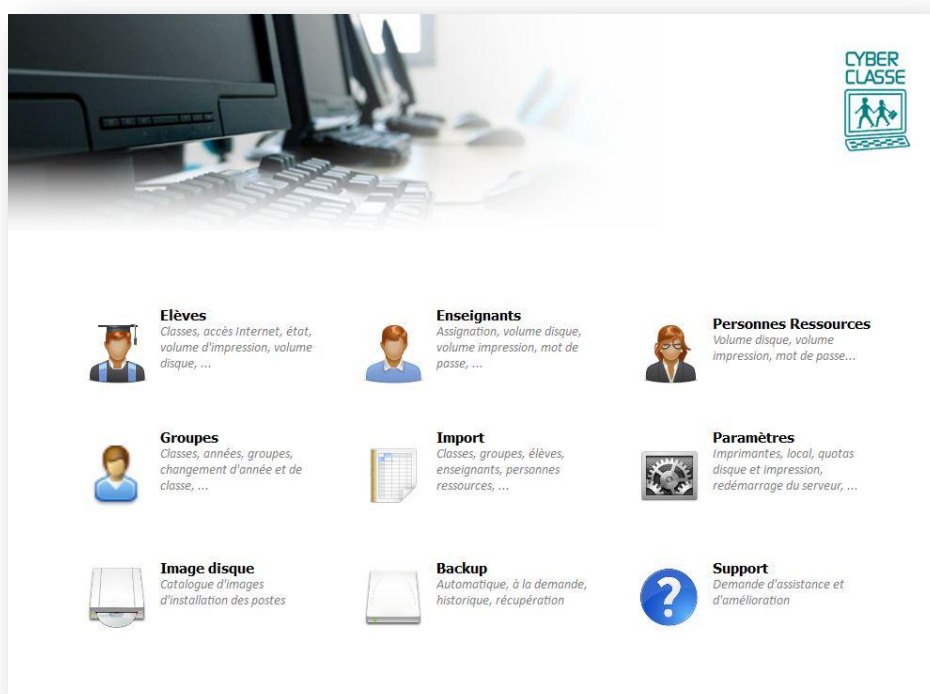 CYBER
CLASSE
Elèves
Classes, accès Internet, état,
volume d'impression, volume
disque, ...
Enseignants
Assignation, volume disque,
volume impression, mot de
passe, ...
Personnes Ressources
Volume disque, volume
impression, mot de passe...
Groupes
Classes, années, groupes,
changement d'année et de
classe, ...
Import
Classes, groupes, élèves,
enseignants, personnes
ressources, ...
Paramètres
Imprimantes, local, quotas
disque et impression,
redémarrage du serveur, ...
Image disque
Catalogue d'images
d'installation des postes
Backup
Automatique, à la demande,
historique, récupération
Support
Demande d'assistance et
d'amélioration